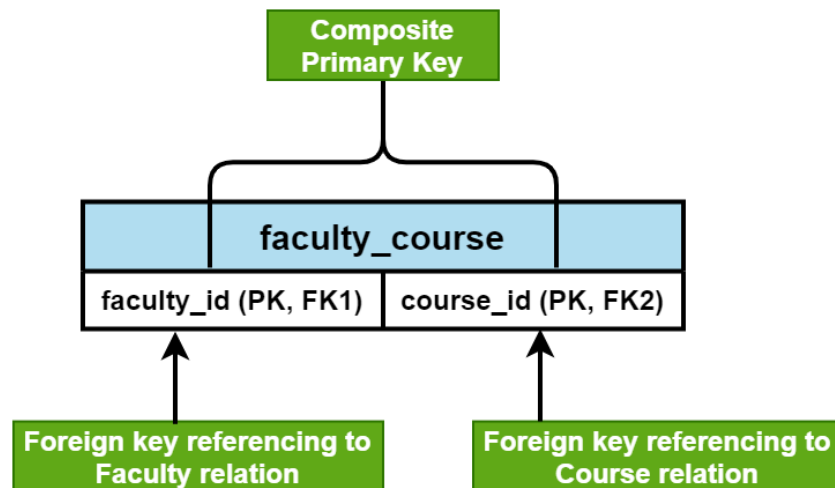 Composite
Primary Key
faculty_course
faculty_id (PK, FK1)
course_id (PK, FK2)
Foreign key referencing to
Faculty relation
Foreign key referencing to
Course relation